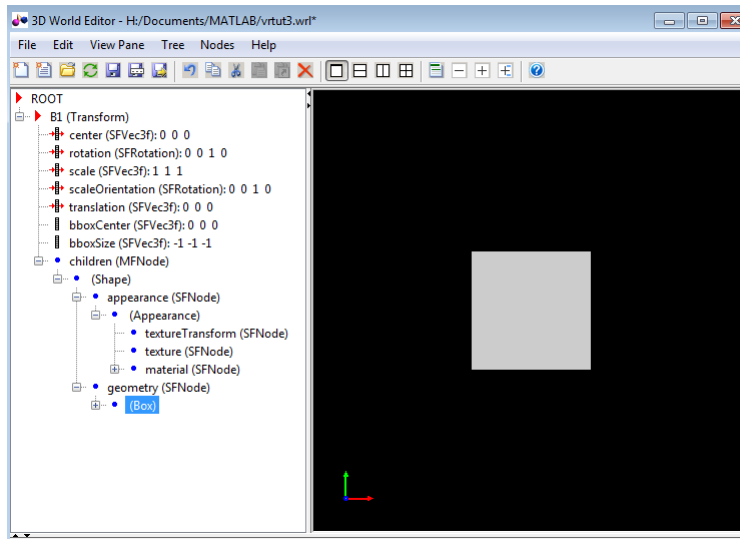 3D World Editor - H:/Documents/MATLAB/vrtut3.wrl*
File Edit View Pane Tree Nodes Help
ROOT
B1 (Transform)
center (SFVec3f): 0 0 0
rotation (SFRotation): 0 0 1 0
scale (SFVec3f): 1 1 1
scaleOrientation (SFRotation): 0 0 1 0
translation (SFVec3f): 0 0 0
bboxCenter (SFVec3f): 0 0 0
bboxSize (SFVec3f): -1 -1 -1
children (MFNode)
(Shape)
appearance (SFNode)
(Appearance)
textureTransform (SFNode)
texture (SFNode)
material (SFNode)
geometry (SFNode)
(Box)